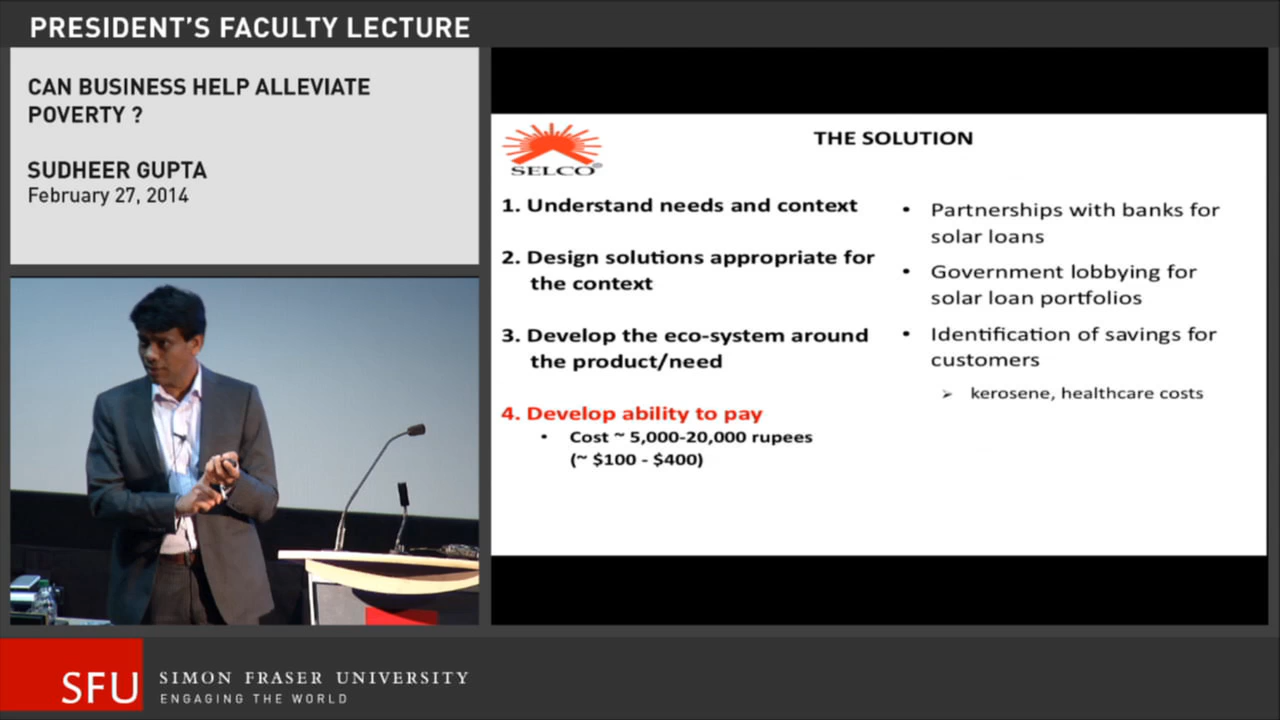 PRESIDENT'S FACULTY LECTURE
CAN BUSINESS HELP ALLEVIATE
POVERTY ?
SUDHEER GUPTA
February 27, 2014
SELCO®
THE SOLUTION
1. Understand needs and context
2. Design solutions appropriate for
the context
3. Develop the eco-system around
the product/need
4. Develop ability to pay
• Cost ~ 5,000-20,000 rupees
(~ $100 - $400)
• Partnerships with banks for
solar loans
• Government lobbying for
solar loan portfolios
• Identification of savings for
customers
➢ kerosene, healthcare costs
SFU
SIMON FRASER UNIVERSITY
ENGAGING THE WORLD